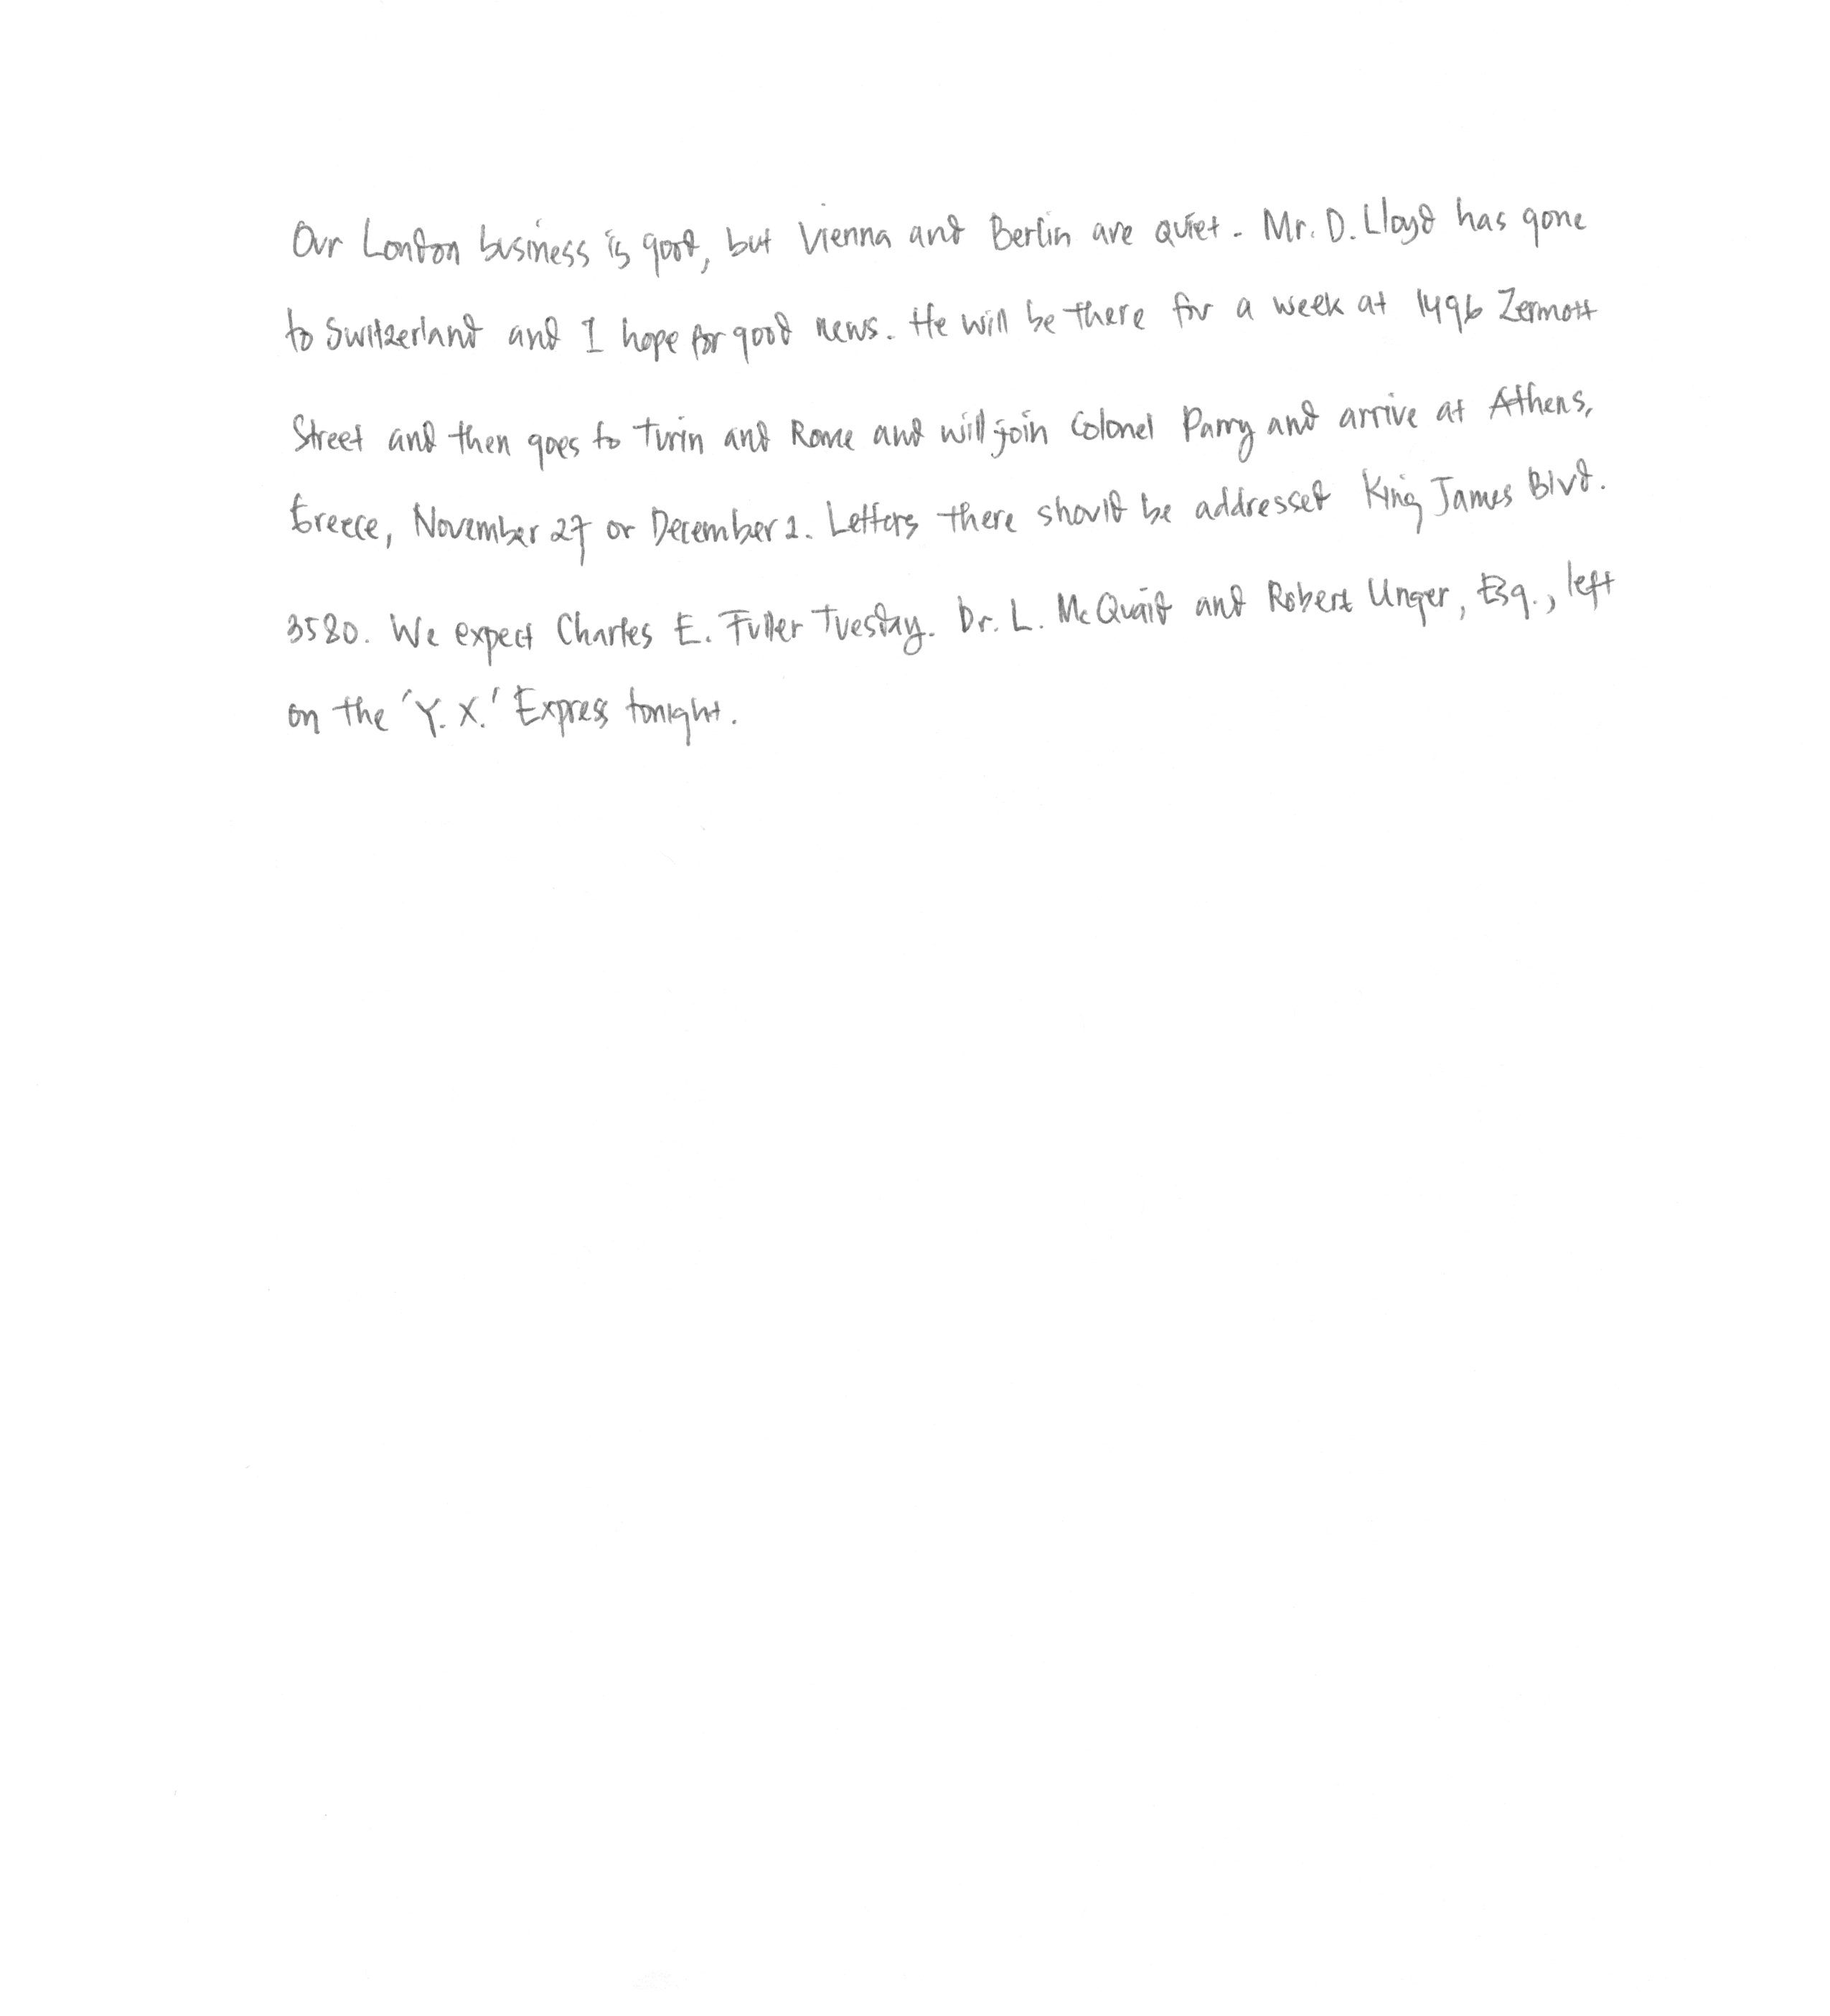 Our London business is good, but Vienna and Berlin are quiet. Mr. D. Lloyd has gone
to Switzerland and I hope for good news. He will be there for a week at 1496 Zermott
Street and then goes to Turin and Rome and will join Colonel Parry and arrive at Athens,
Greece, November 27 or December 2. Letters there should be addressed King James Blvd.
3580. We expect Charles E. Fuller Tuesday. Dr. L. McQuaid and Robert Unger, Esq., left
on the 'Y. X.' Express tonight.